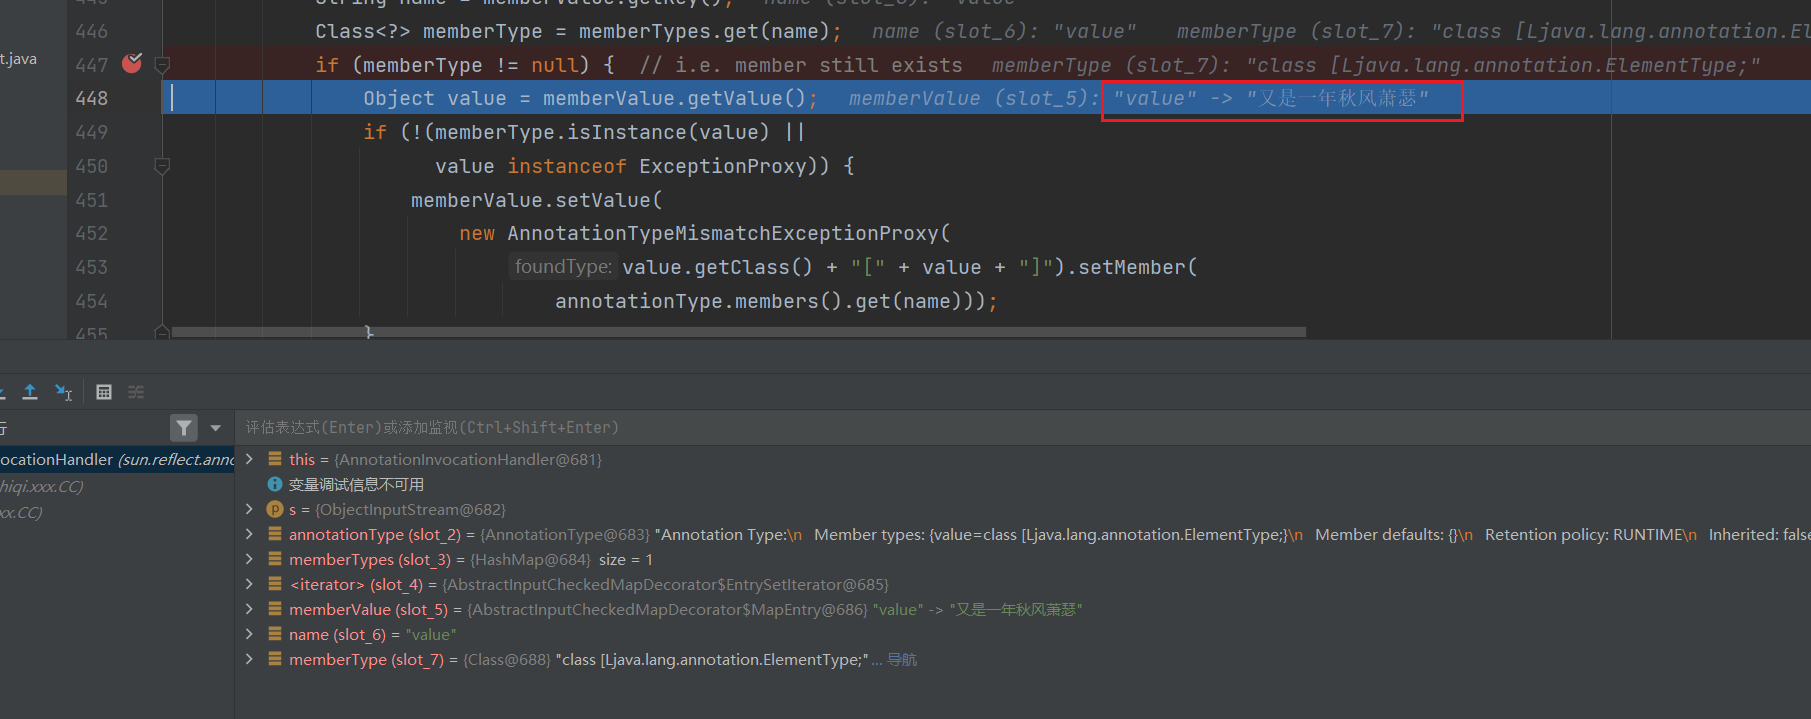 446 Class<?> memberType = memberTypes.get(name); name (slot_6): "value" memberType (slot_7): "class [Ljava.lang.annotation.El
t.java
447 if (memberType != null) { // i.e. member still exists memberType (slot_7): "class [Ljava.lang.annotation.ElementType;"
448 Object value = memberValue.getValue(); memberValue (slot_5): "value" -> "又是一年秋风萧瑟"
449 if (!(memberType.isInstance(value) ||
450 value instanceof ExceptionProxy)) {
451 memberValue.setValue(
452 new AnnotationTypeMismatchExceptionProxy(
453 foundType: value.getClass() + "[" + value + "]").setMember(
454 annotationType.members().get(name)));
455 }
行
评估表达式(Enter)或添加监视(Ctrl+Shift+Enter)
ocationHandler (sun.reflect.anno
hiqi.xxx.CC)
xx.CC)
this = {AnnotationInvocationHandler@681}
变量调试信息不可用
s = {ObjectInputStream@682}
annotationType (slot_2) = {AnnotationType@683} "Annotation Type:\n Member types: {value=class [Ljava.lang.annotation.ElementType;}\n Member defaults: {}\n Retention policy: RUNTIME\n Inherited: false
memberTypes (slot_3) = {HashMap@684} size = 1
<iterator> (slot_4) = {AbstractInputCheckedMapDecorator$EntrySetIterator@685}
memberValue (slot_5) = {AbstractInputCheckedMapDecorator$MapEntry@686} "value" -> "又是一年秋风萧瑟"
name (slot_6) = "value"
memberType (slot_7) = {Class@688} "class [Ljava.lang.annotation.ElementType;" ... 导航